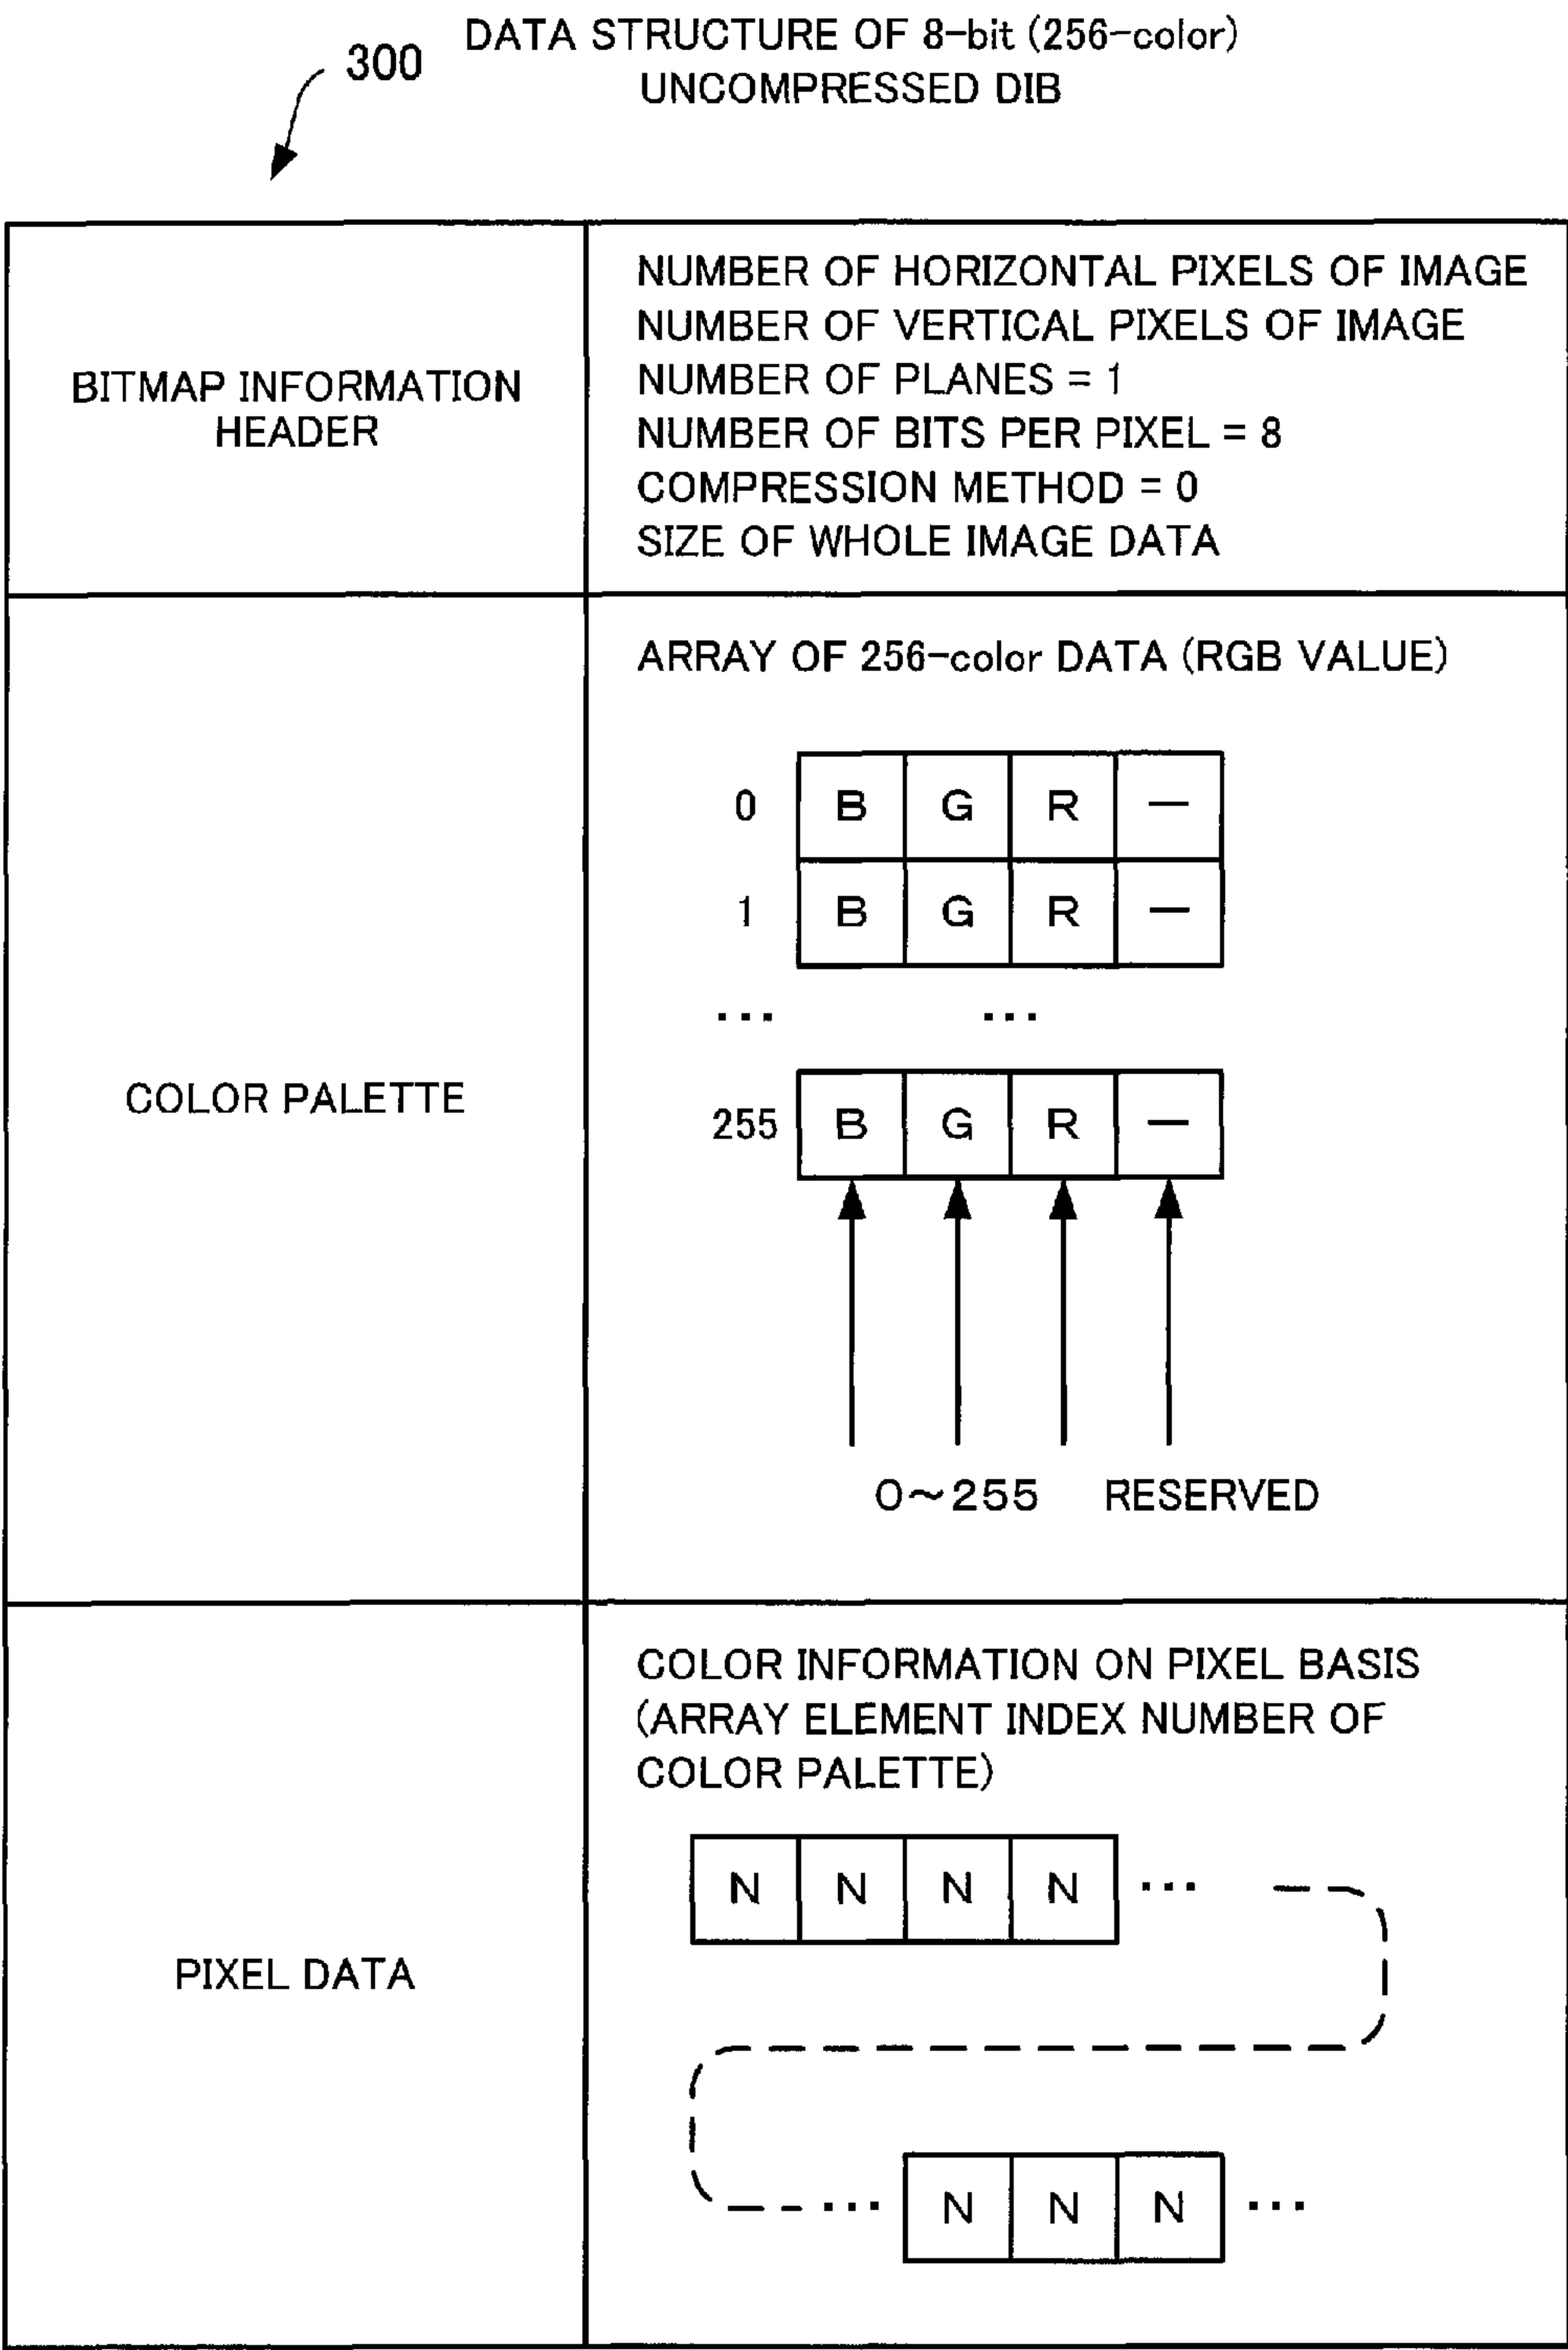 300
DATA STRUCTURE OF 8-bit (256-color)
UNCOMPRESSED DIB
BITMAP INFORMATION
HEADER
NUMBER OF HORIZONTAL PIXELS OF IMAGE
NUMBER OF VERTICAL PIXELS OF IMAGE
NUMBER OF PLANES = 1
NUMBER OF BITS PER PIXEL = 8
COMPRESSION METHOD = 0
SIZE OF WHOLE IMAGE DATA
COLOR PALETTE
ARRAY OF 256-color DATA (RGB VALUE)
0 B G R —
1 B G R —
... ...
255 B G R —
0~255 RESERVED
PIXEL DATA
COLOR INFORMATION ON PIXEL BASIS
(ARRAY ELEMENT INDEX NUMBER OF
COLOR PALETTE)
N N N N ...
... N N N ...